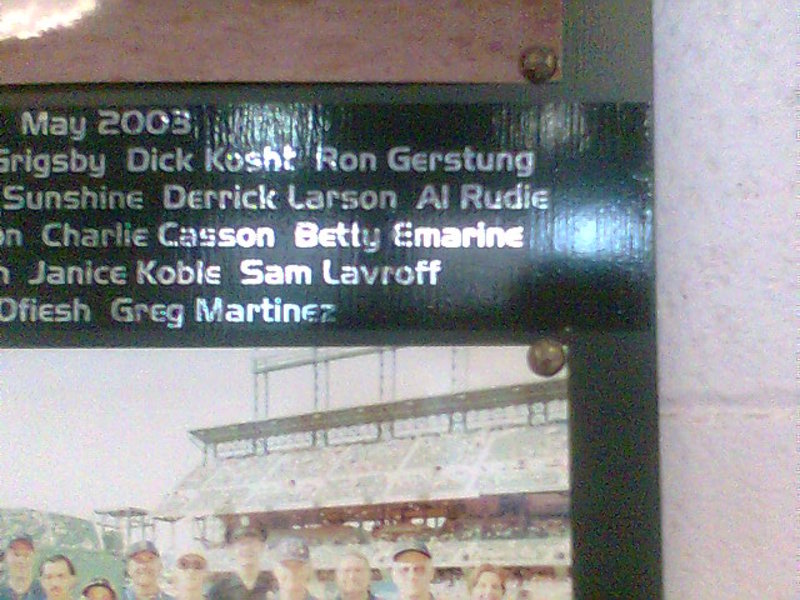 May 2003
Grigsby Dick Kosht Ron Gerstung
Sunshine Derrick Larson Al Rudie
on Charlie Casson Betty Emarine
n Janice Koble Sam Lavroff
Ofiesh Greg Martinez